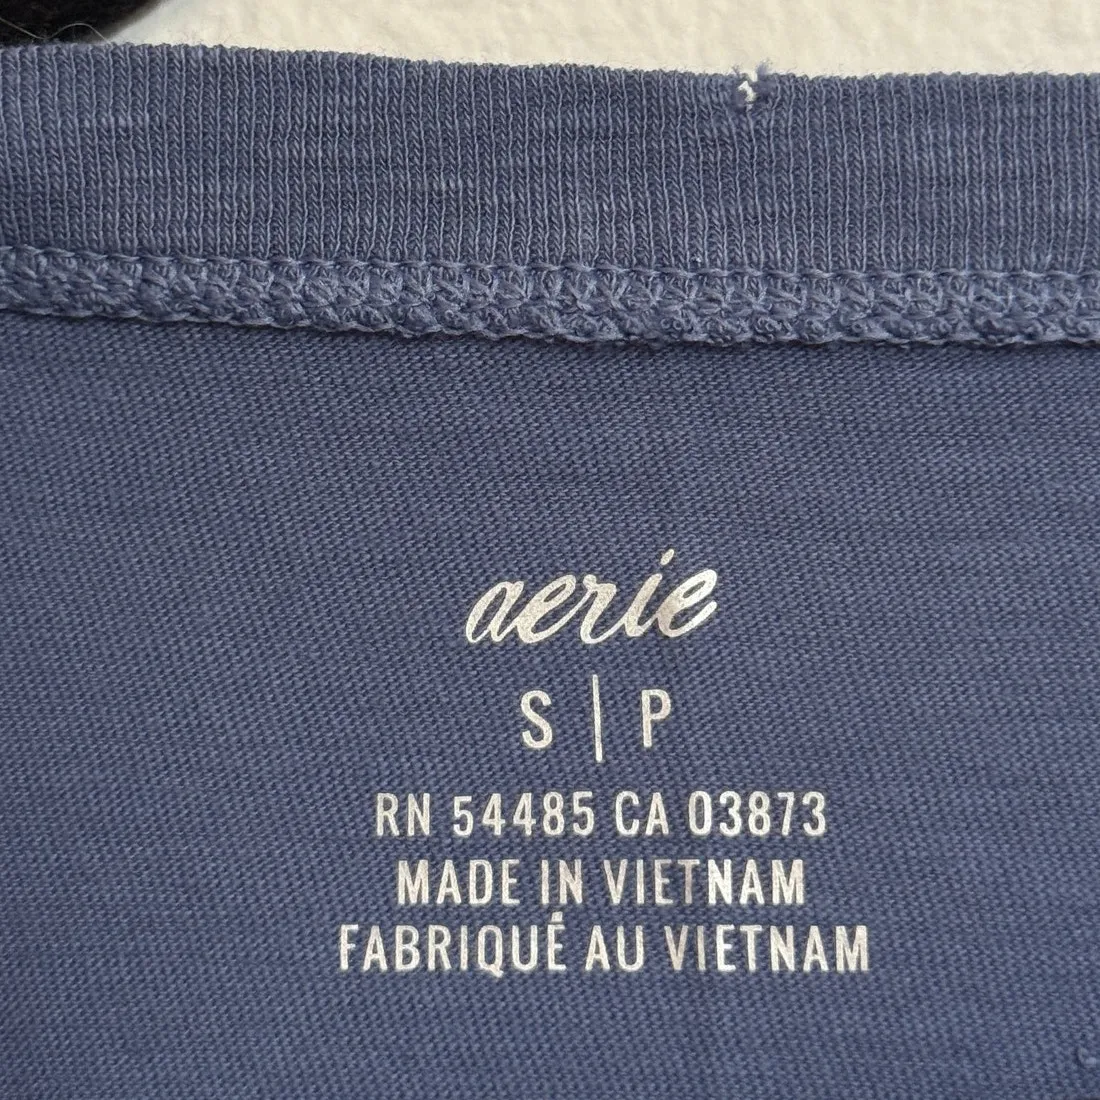 aerie
S | P
RN 54485 CA 03873
MADE IN VIETNAM
FABRIQUÉ AU VIETNAM